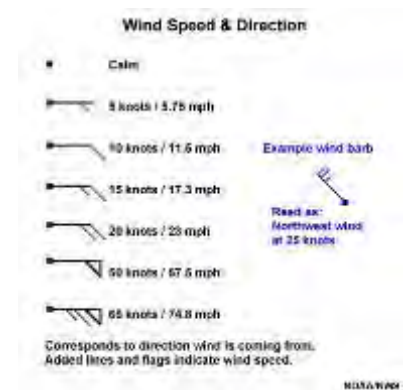 Wind Speed & Direction
Calm
5 knots / 5.75 mph
10 knots / 11.5 mph
Example wind barb
15 knots / 17.3 mph
Read as:
Northwest wind
at 25 knots
20 knots / 23 mph
50 knots / 57.5 mph
65 knots / 74.8 mph
Corresponds to direction wind is coming from.
Added lines and flags indicate wind speed.
NOAA/NWS